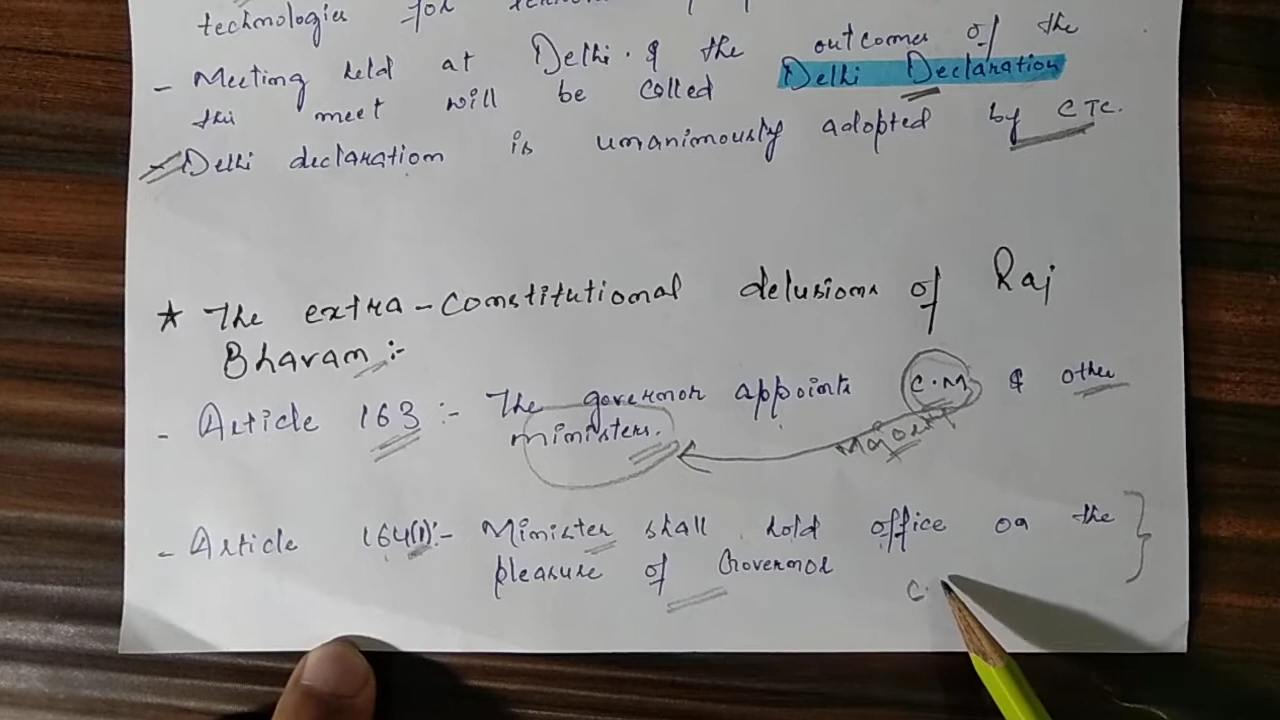 technologies for
- Meeting held at Delhi. & the outcomes of the
this meet will be called Delhi Declaration
- Delhi declaration is unanimously adopted by CTC.
★ The extra-constitutional delusions of Raj
Bhavan :-
- Article 163 :- The governor appoints C.M & other
ministers.
Majority
- Article 164(1):- Minister shall hold office on the
pleasure of Governor
C.